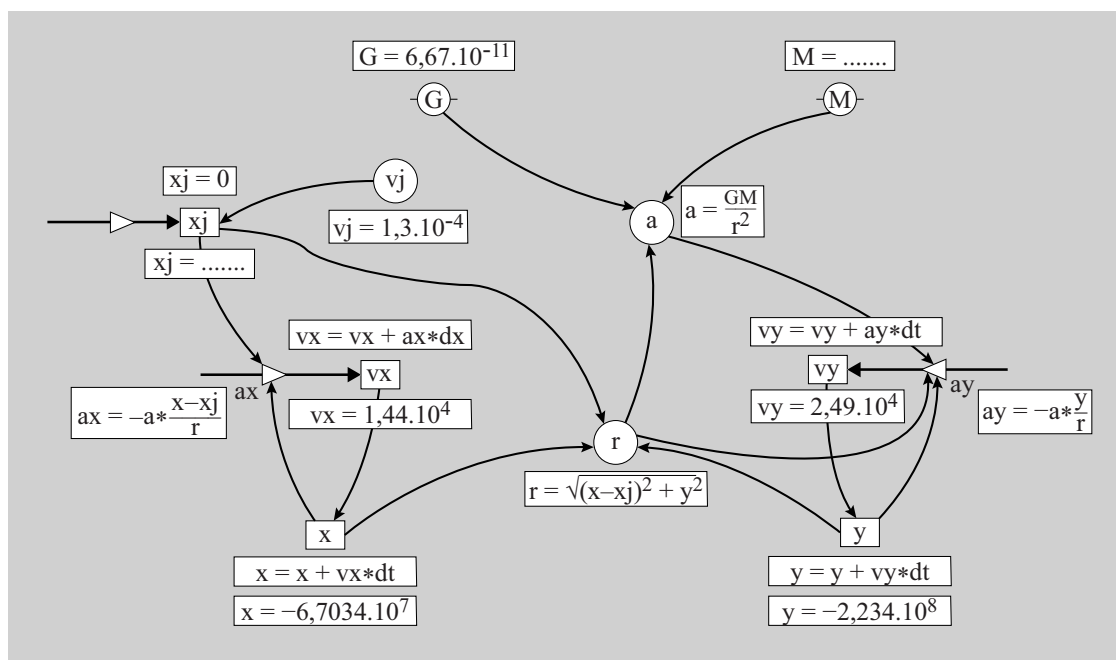 G = 6,67.10⁻¹¹
M = .......
G
M
xj = 0
vj
xj
vj = 1,3.10⁻⁴
a
a = GM/r²
xj = .......
vx = vx + ax*dx
vy = vy + ay*dt
vx
vy
ax
ay
ax = −a*(x−xj)/r
vx = 1,44.10⁴
vy = 2,49.10⁴
ay = −a*y/r
r
r = √(x−xj)² + y²
x
y
x = x + vx*dt
y = y + vy*dt
x = −6,7034.10⁷
y = −2,234.10⁸